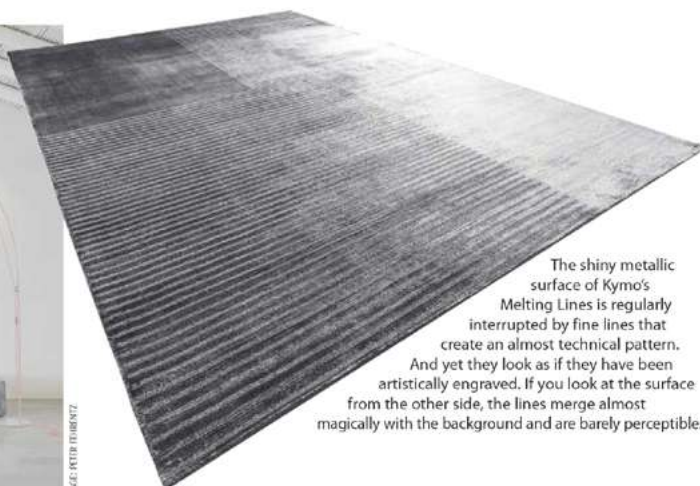 The shiny metallic
surface of Kymo's
Melting Lines is regularly
interrupted by fine lines that
create an almost technical pattern.
And yet they look as if they have been
artistically engraved. If you look at the surface
from the other side, the lines merge almost
magically with the background and are barely perceptible
PETER FEHRENTZ